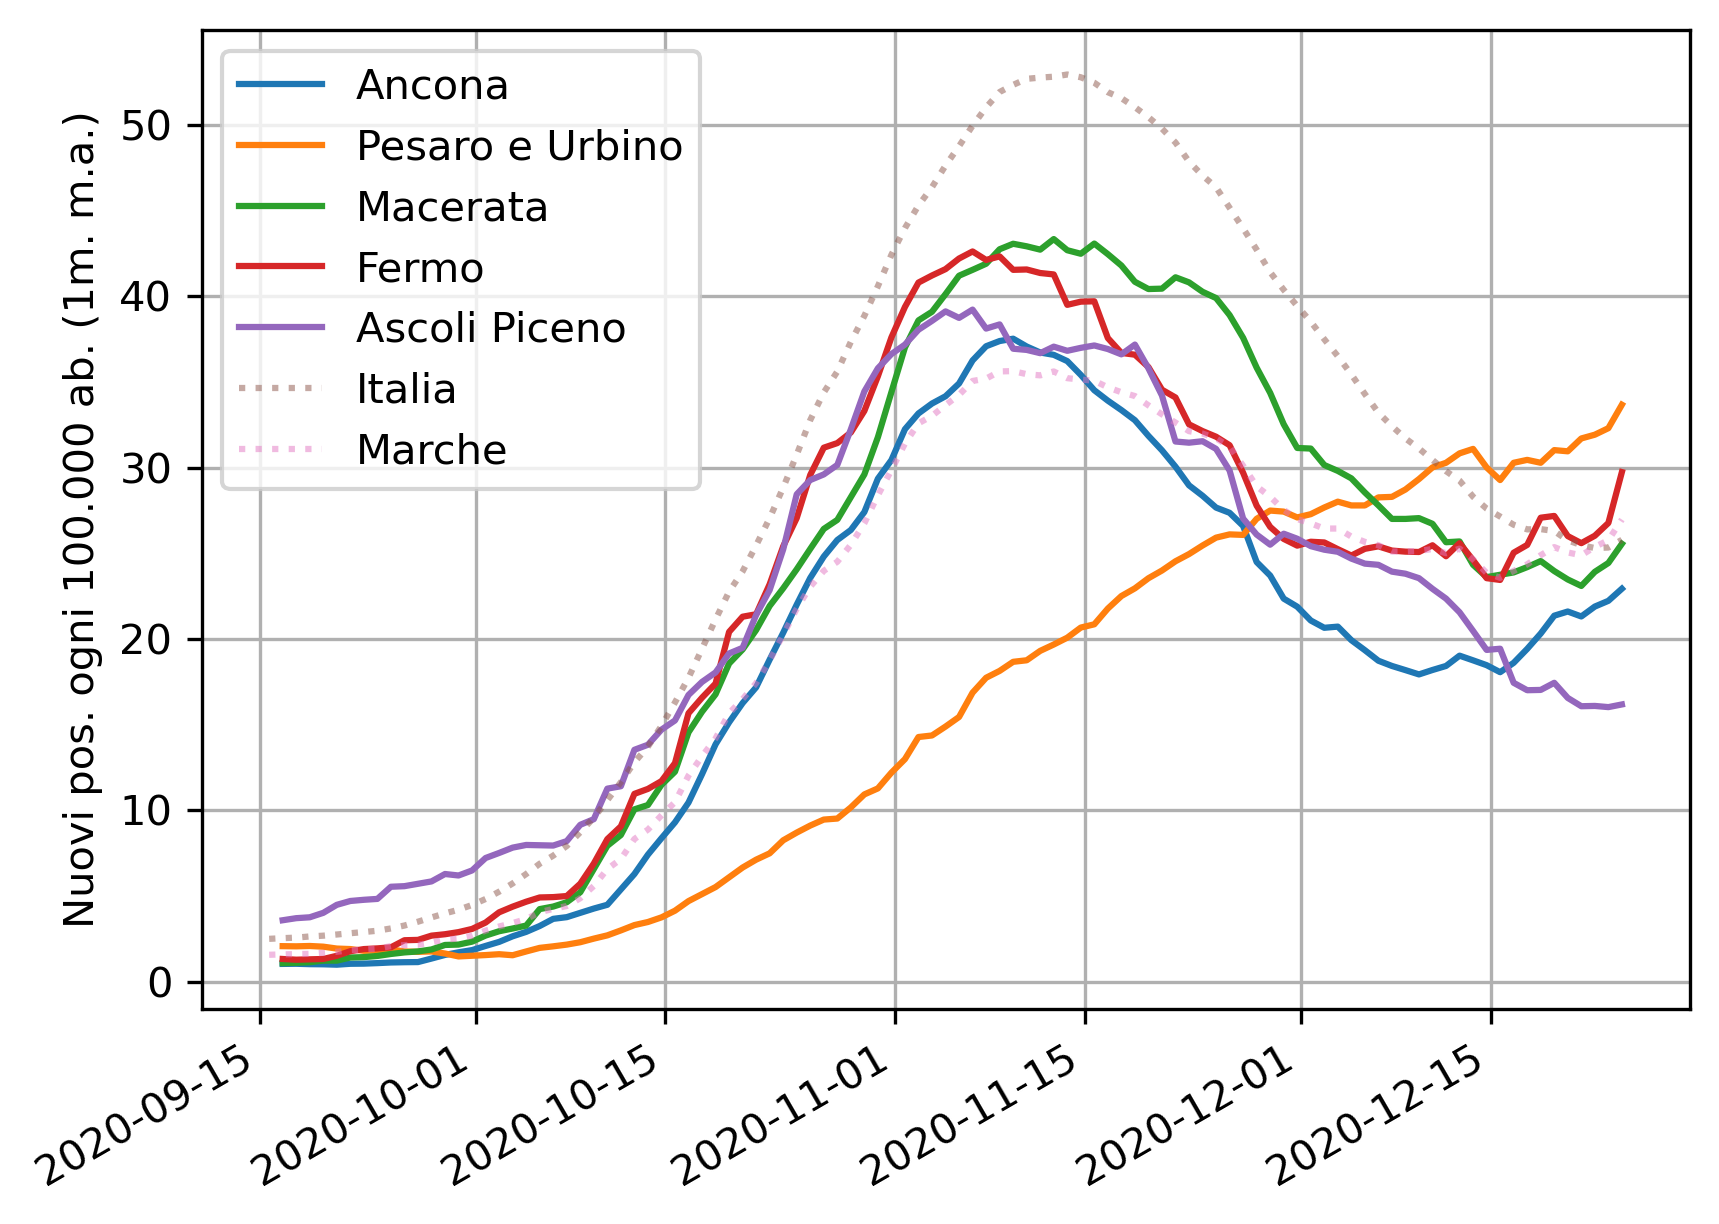 Nuovi pos. ogni 100.000 ab. (1m. m.a.)
50
40
30
20
10
0
Ancona
Pesaro e Urbino
Macerata
Fermo
Ascoli Piceno
Italia
Marche
2020-09-15
2020-10-01
2020-10-15
2020-11-01
2020-11-15
2020-12-01
2020-12-15